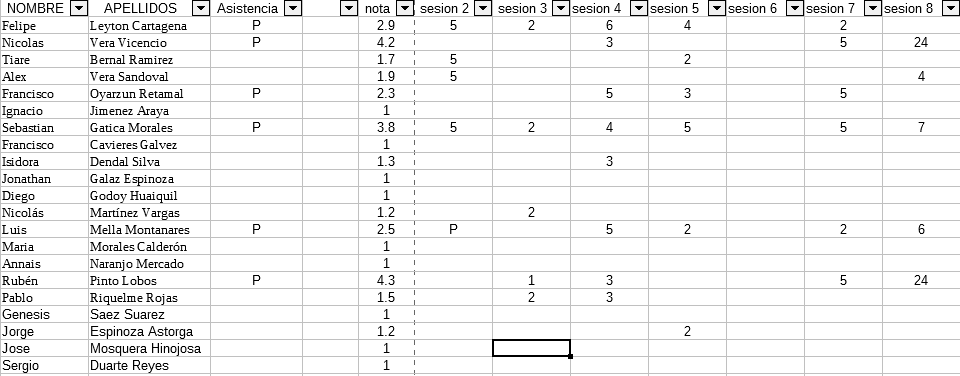 NOMBRE APELLIDOS Asistencia nota sesion 2 sesion 3 sesion 4 sesion 5 sesion 6 sesion 7 sesion 8
Felipe Leyton Cartagena P 2.9 5 2 6 4 2
Nicolas Vera Vicencio P 4.2 3 5 24
Tiare Bernal Ramirez 1.7 5 2
Alex Vera Sandoval 1.9 5 4
Francisco Oyarzun Retamal P 2.3 5 3 5
Ignacio Jimenez Araya 1
Sebastian Gatica Morales P 3.8 5 2 4 5 5 7
Francisco Cavieres Galvez 1
Isidora Dendal Silva 1.3 3
Jonathan Galaz Espinoza 1
Diego Godoy Huaiquil 1
Nicolás Martínez Vargas 1.2 2
Luis Mella Montanares P 2.5 P 5 2 2 6
Maria Morales Calderón 1
Annais Naranjo Mercado 1
Rubén Pinto Lobos P 4.3 1 3 5 24
Pablo Riquelme Rojas 1.5 2 3
Genesis Saez Suarez 1
Jorge Espinoza Astorga 1.2 2
Jose Mosquera Hinojosa 1
Sergio Duarte Reyes 1